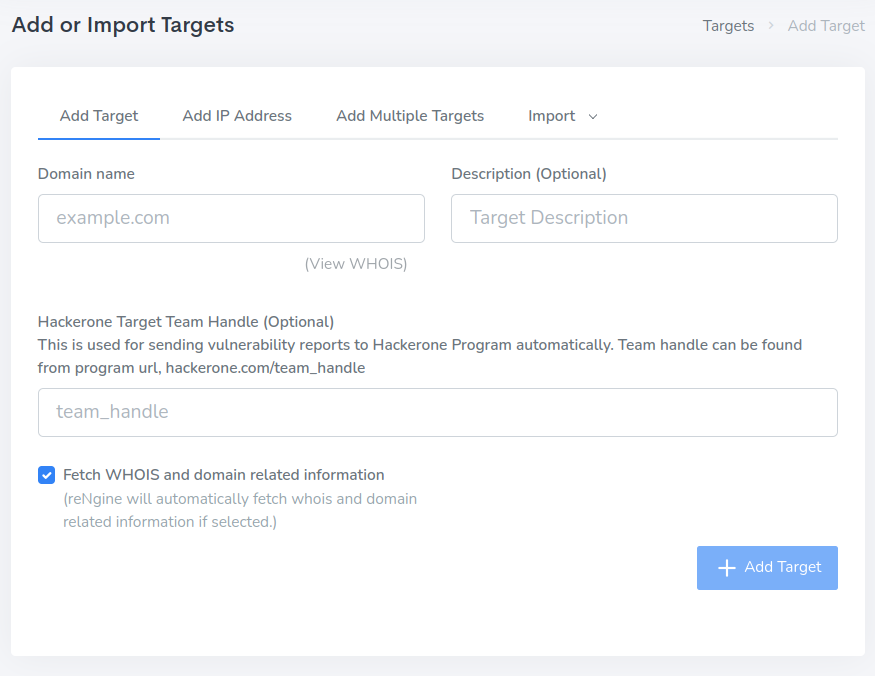 Add or Import Targets
Targets > Add Target
Add Target Add IP Address Add Multiple Targets Import
Domain name Description (Optional)
example.com Target Description
(View WHOIS)
Hackerone Target Team Handle (Optional)
This is used for sending vulnerability reports to Hackerone Program automatically. Team handle can be found
from program url, hackerone.com/team_handle
team_handle
Fetch WHOIS and domain related information
(reNgine will automatically fetch whois and domain
related information if selected.)
Add Target